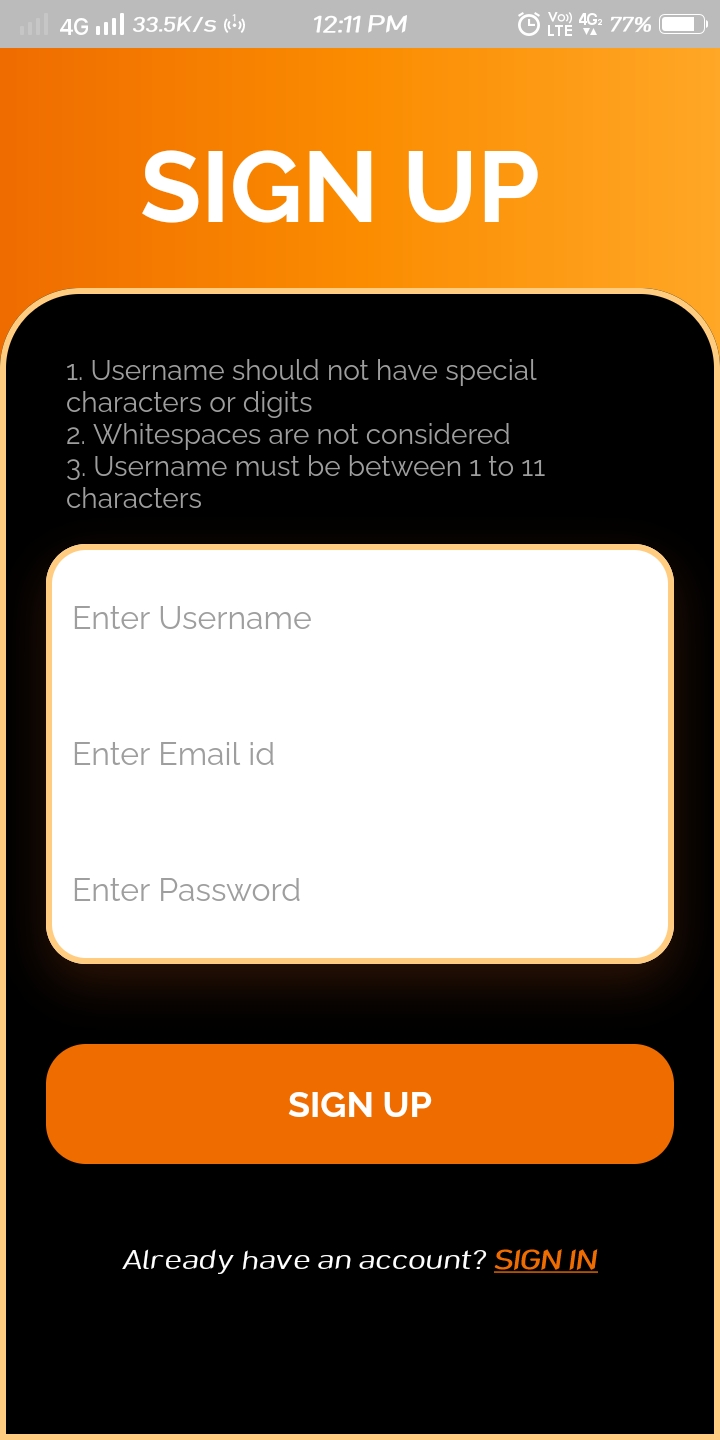 4G 33.5K/s 12:11 PM Vo)) LTE 4G2 77%
SIGN UP
1. Username should not have special
characters or digits
2. Whitespaces are not considered
3. Username must be between 1 to 11
characters
Enter Username
Enter Email id
Enter Password
SIGN UP
Already have an account? SIGN IN